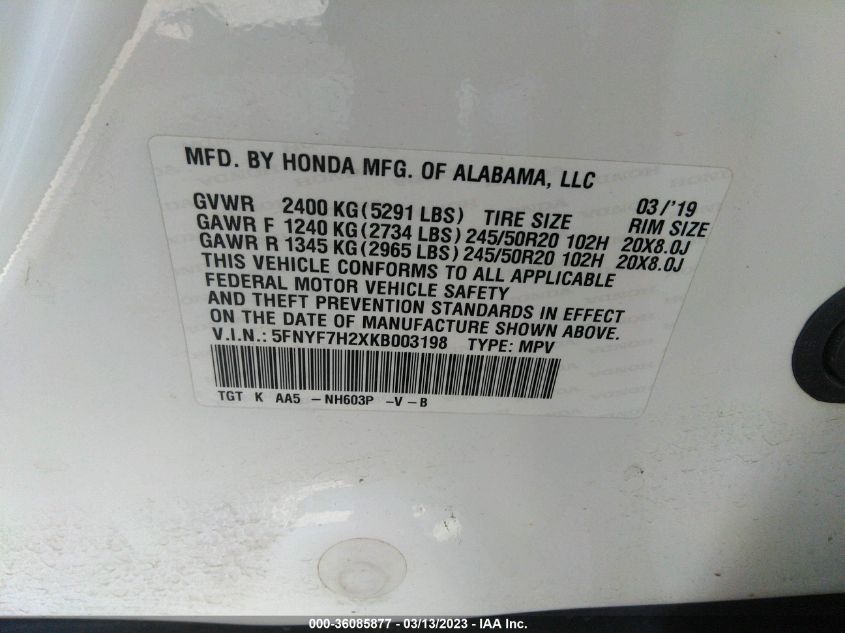 MFD. BY HONDA MFG. OF ALABAMA, LLC
03/'19
GVWR 2400 KG(5291 LBS) TIRE SIZE RIM SIZE
GAWR F 1240 KG(2734 LBS) 245/50R20 102H 20X8.0J
GAWR R 1345 KG(2965 LBS) 245/50R20 102H 20X8.0J
THIS VEHICLE CONFORMS TO ALL APPLICABLE
FEDERAL MOTOR VEHICLE SAFETY
AND THEFT PREVENTION STANDARDS IN EFFECT
ON THE DATE OF MANUFACTURE SHOWN ABOVE.
V.I.N.: 5FNYF7H2XKB003198 TYPE: MPV
TGT K AA5 -NH603P -V-B
000-36085877 - 03/13/2023 - IAA Inc.